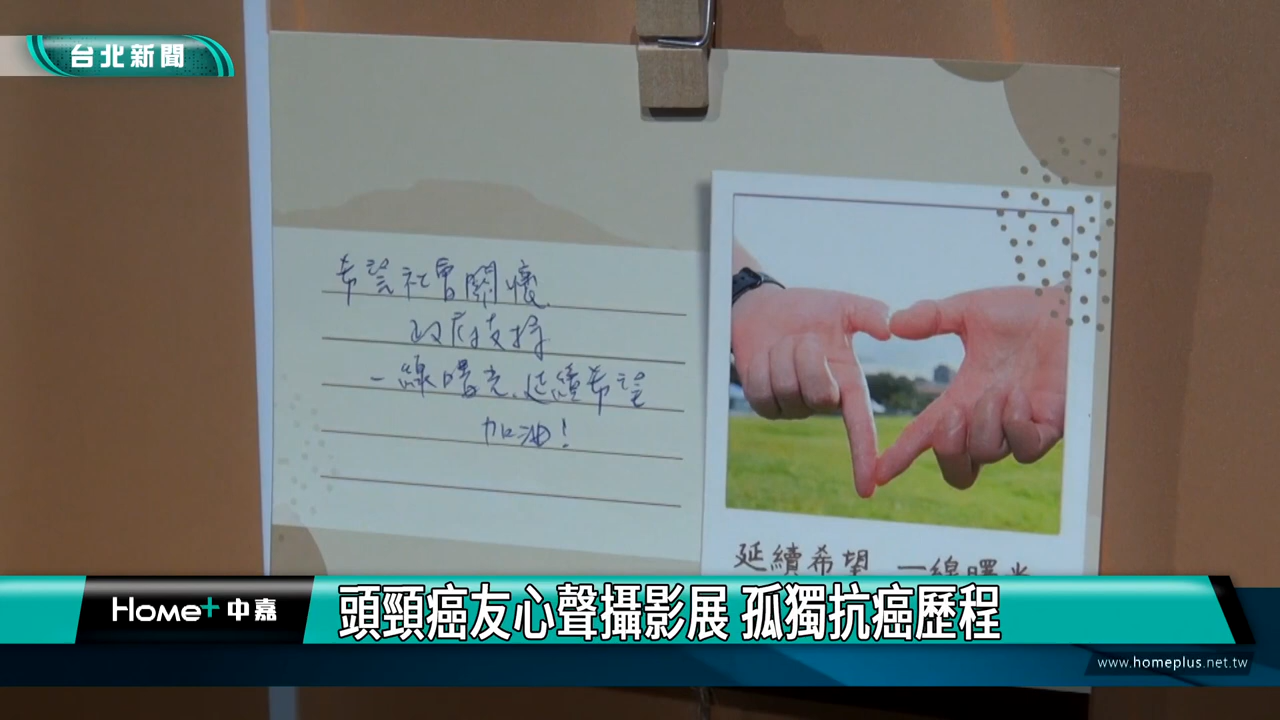 台北新聞
希望社會關懷
政府支持
一線曙光、延續希望
加油!
延續希望 一線曙光
Home+ 中嘉
頭頸癌友心聲攝影展 孤獨抗癌歷程
www.homeplus.net.tw